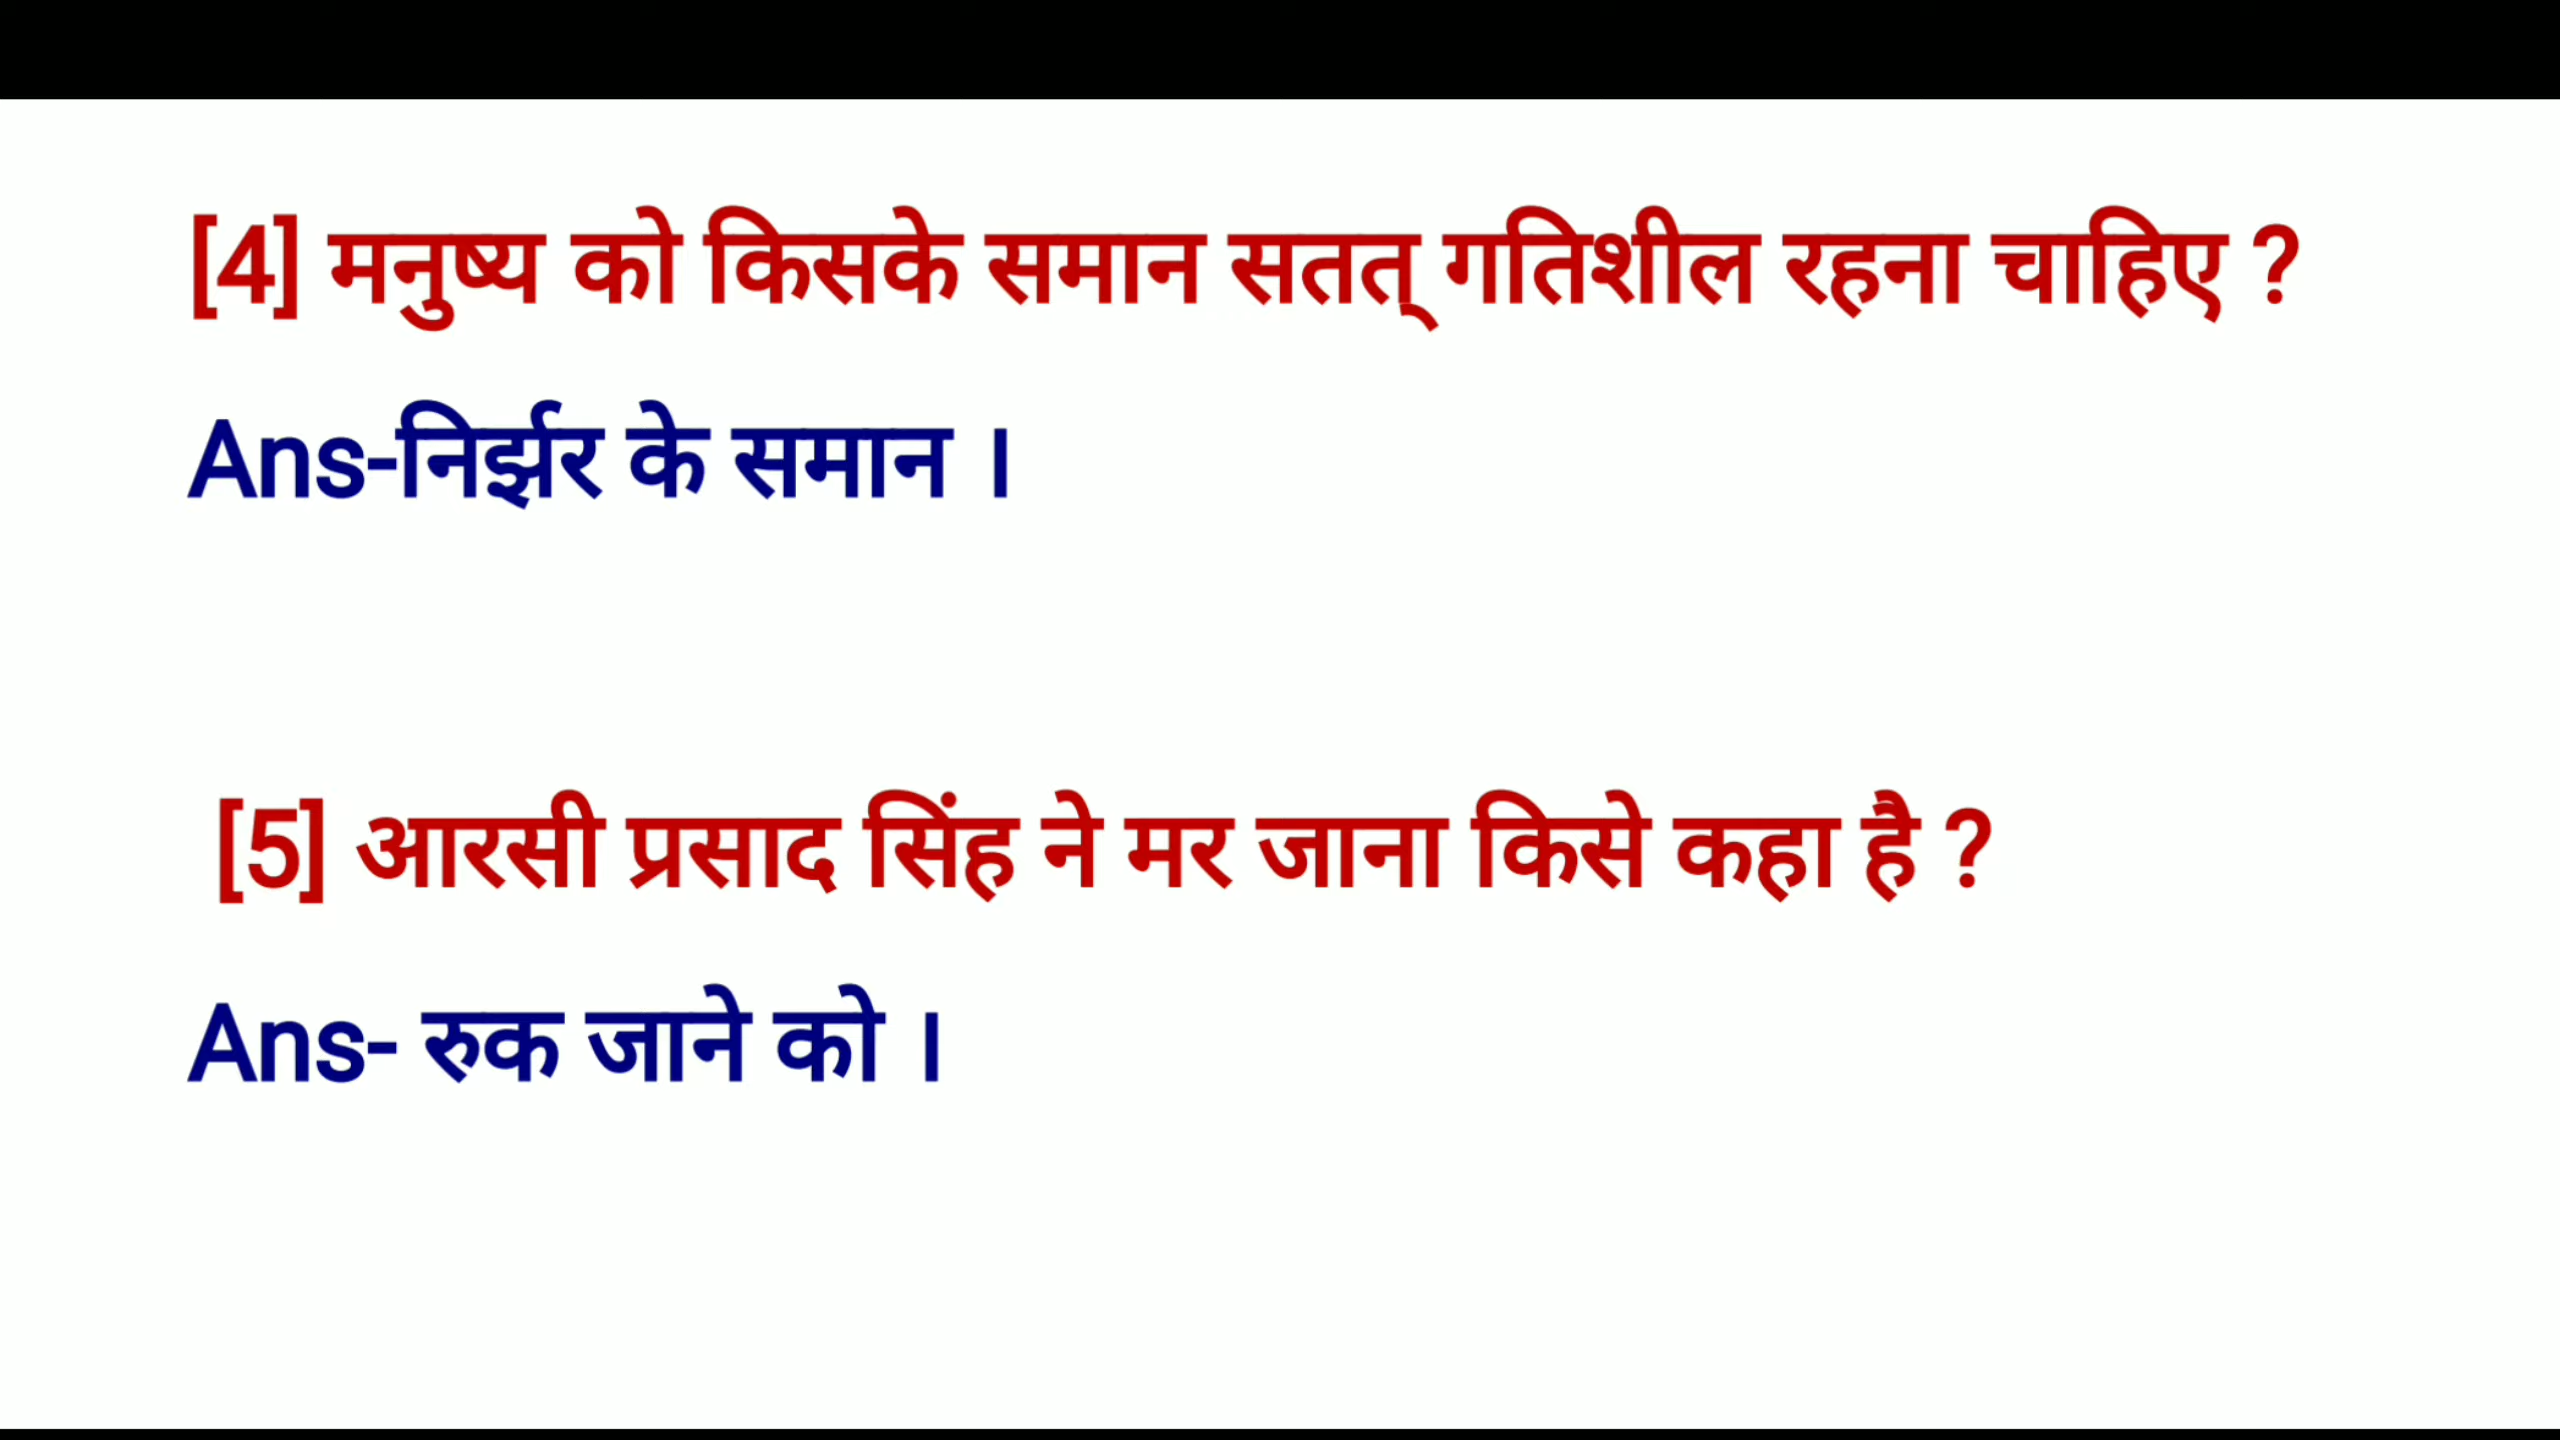 [4] मनुष्य को किसके समान सतत् गतिशील रहना चाहिए ?
Ans-निर्झर के समान ।
[5] आरसी प्रसाद सिंह ने मर जाना किसे कहा है ?
Ans- रुक जाने को ।